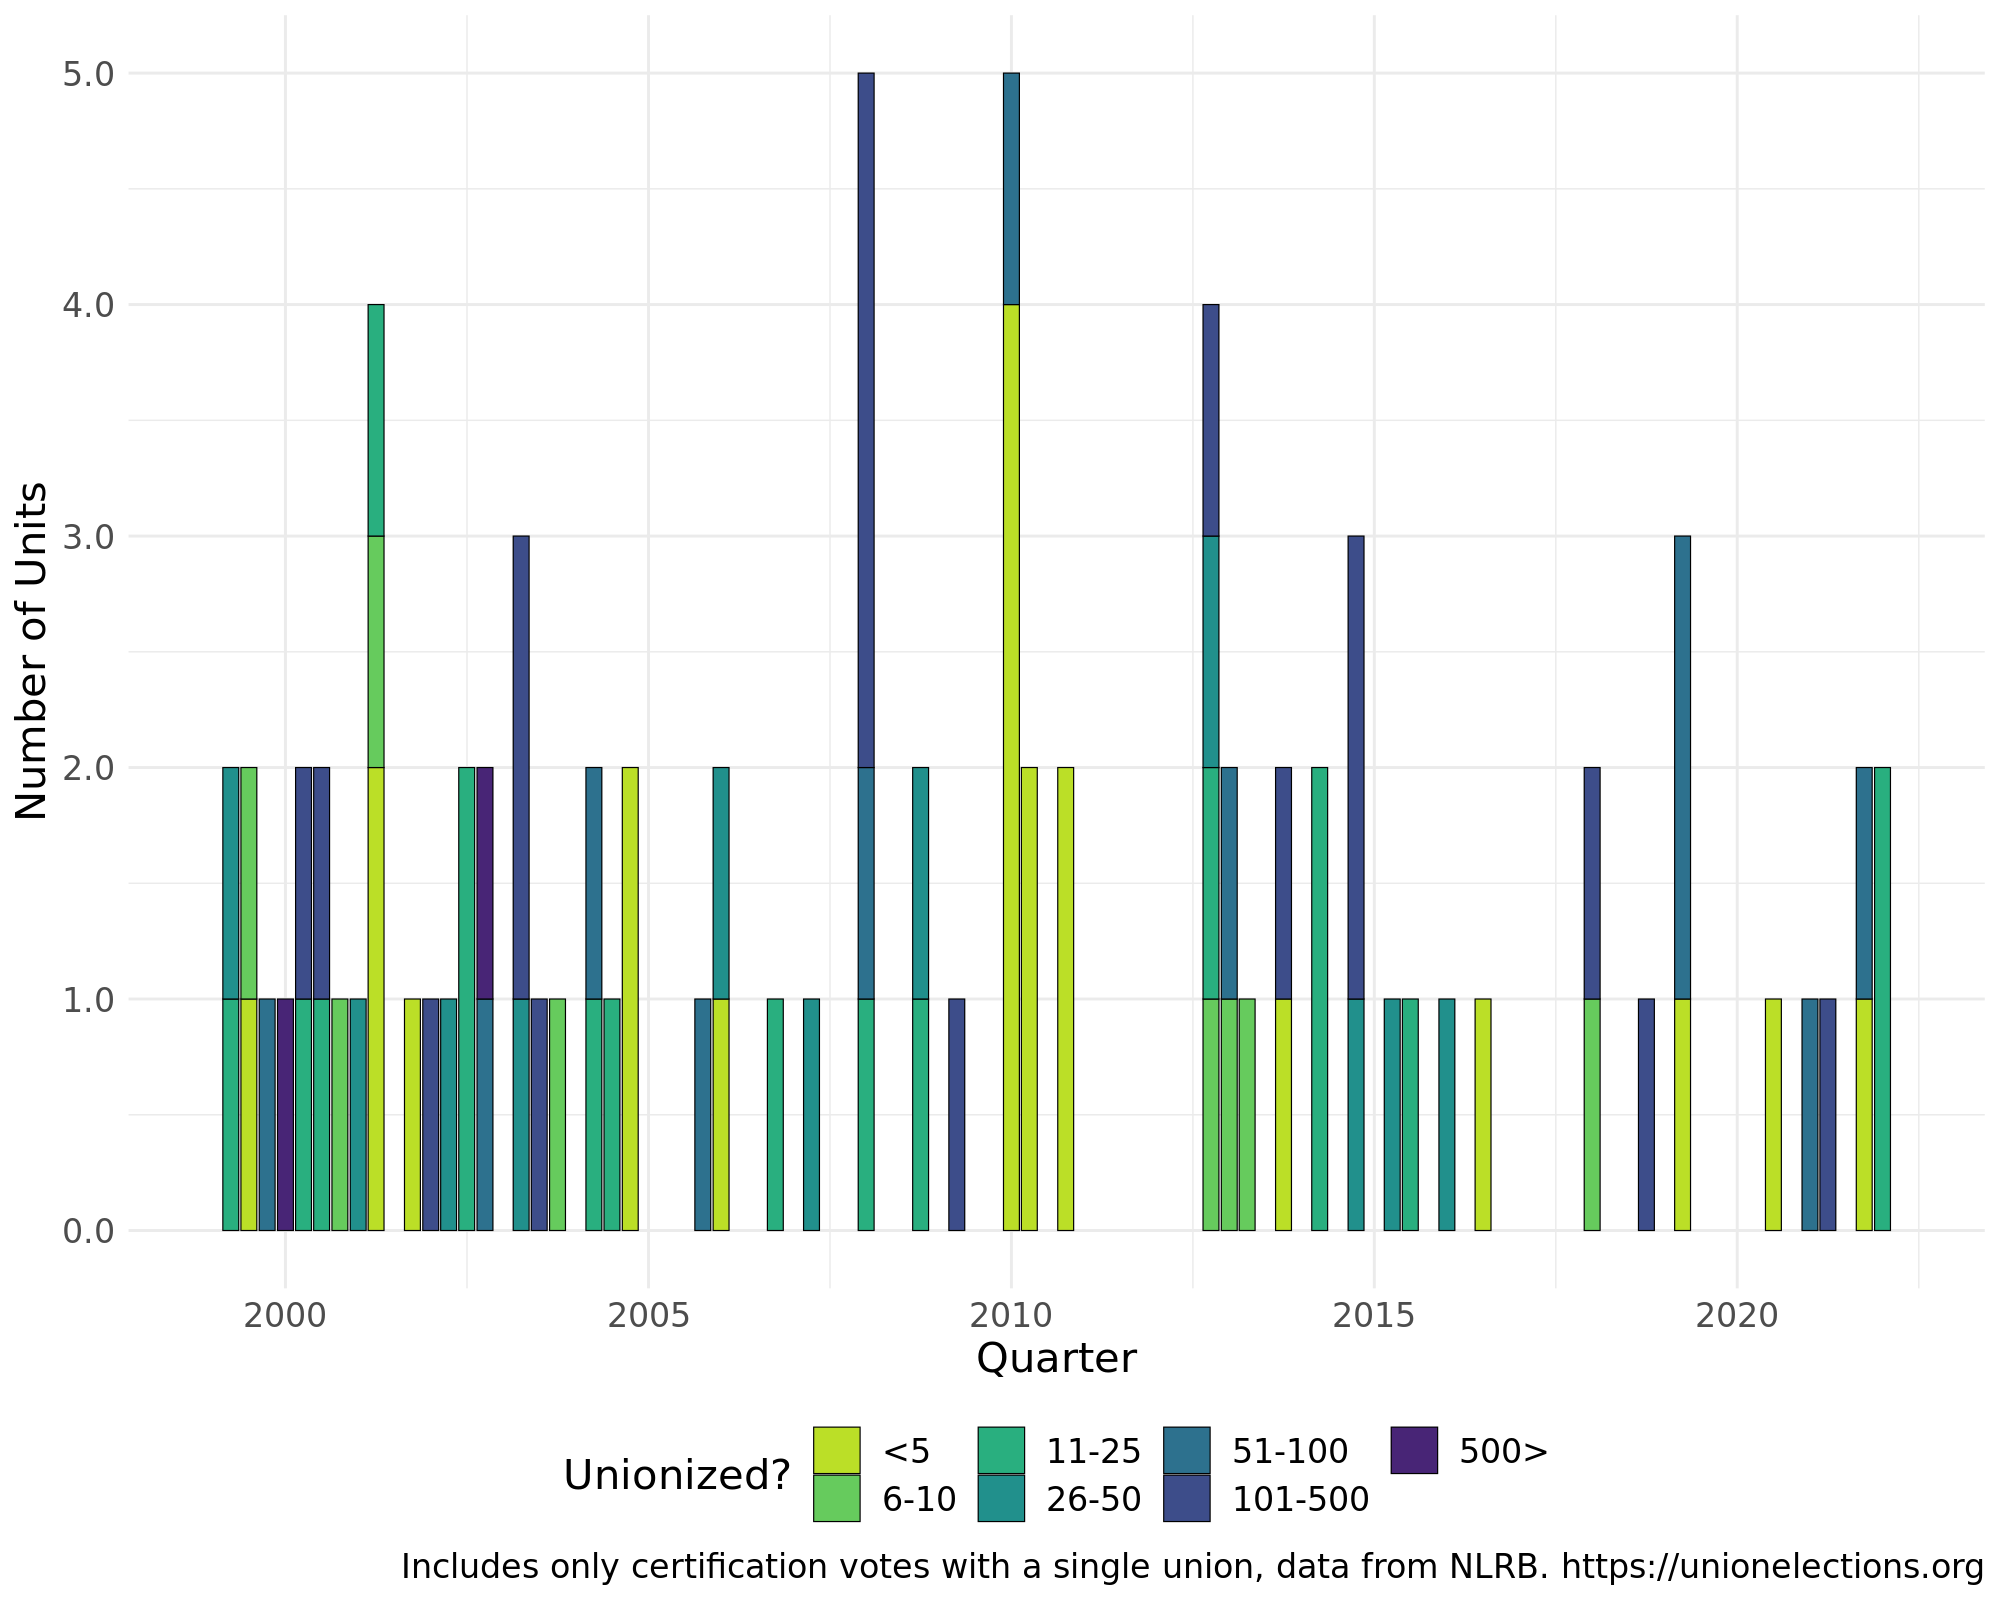 5.0
4.0
3.0
2.0
1.0
0.0
Number of Units
2000 2005 2010 2015 2020
Quarter
Unionized?
<5 11-25 51-100 500>
6-10 26-50 101-500
Includes only certification votes with a single union, data from NLRB. https://unionelections.org